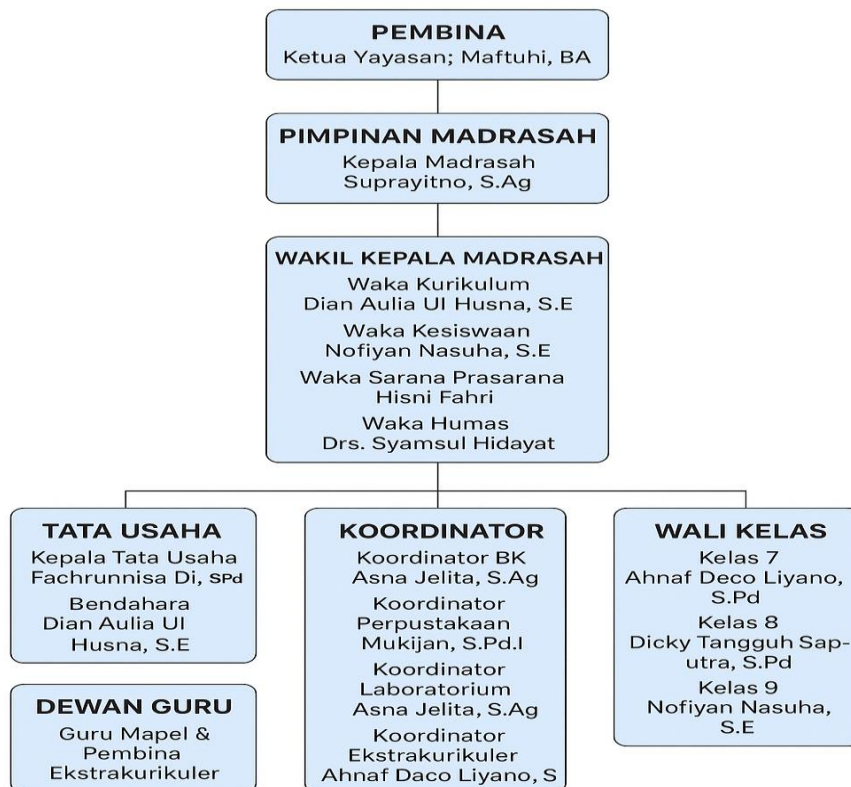 PEMBINA
Ketua Yayasan; Maftuhi, BA
PIMPINAN MADRASAH
Kepala Madrasah
Suprayitno, S.Ag
WAKIL KEPALA MADRASAH
Waka Kurikulum
Dian Aulia UI Husna, S.E
Waka Kesiswaan
Nofiyan Nasuha, S.E
Waka Sarana Prasarana
Hisni Fahri
Waka Humas
Drs. Syamsul Hidayat
TATA USAHA
Kepala Tata Usaha
Fachrunnisa Di, SPd
Bendahara
Dian Aulia UI
Husna, S.E
DEWAN GURU
Guru Mapel &
Pembina
Ekstrakurikuler
KOORDINATOR
Koordinator BK
Asna Jelita, S.Ag
Koordinator
Perpustakaan
Mukijan, S.Pd.I
Koordinator
Laboratorium
Asna Jelita, S.Ag
Koordinator
Ekstrakurikuler
Ahnaf Daco Liyano, S
WALI KELAS
Kelas 7
Ahnaf Deco Liyano,
S.Pd
Kelas 8
Dicky Tangguh Sap-
utra, S.Pd
Kelas 9
Nofiyan Nasuha,
S.E